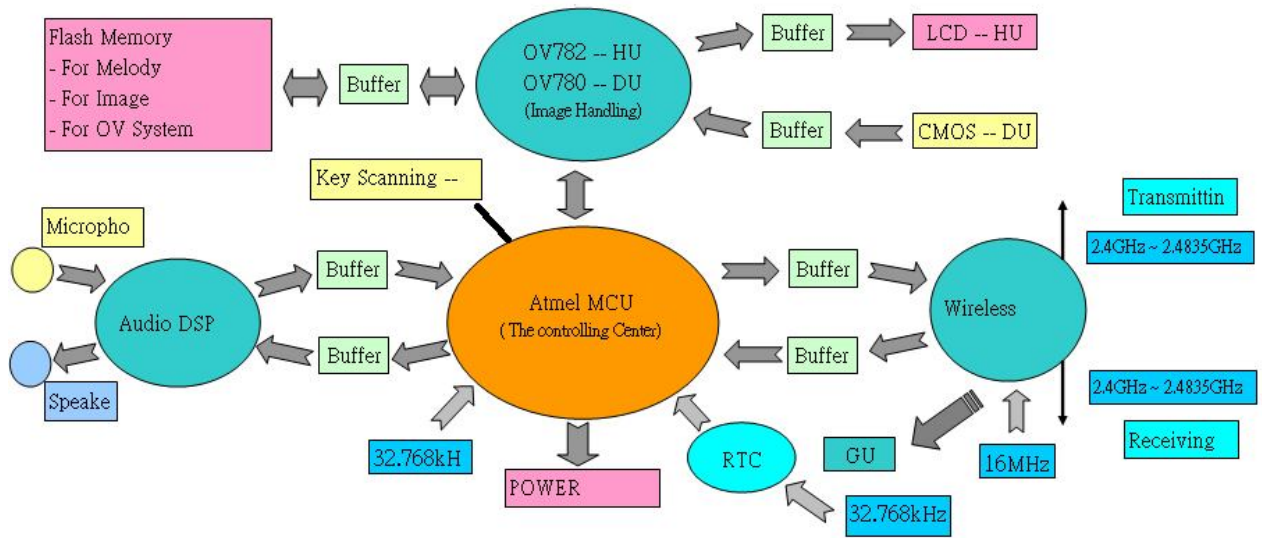 Flash Memory
- For Melody
- For Image
- For OV System
Buffer
OV782 -- HU
OV780 -- DU
(Image Handling)
Buffer
LCD -- HU
Buffer
CMOS -- DU
Key Scanning --
Micropho
Transmittin
2.4GHz ~ 2.4835GHz
Buffer
Buffer
Audio DSP
Atmel MCU
( The controlling Center)
Wireless
Buffer
Buffer
Speake
2.4GHz ~ 2.4835GHz
32.768kH
RTC
GU
16MHz
Receiving
POWER
32.768kHz